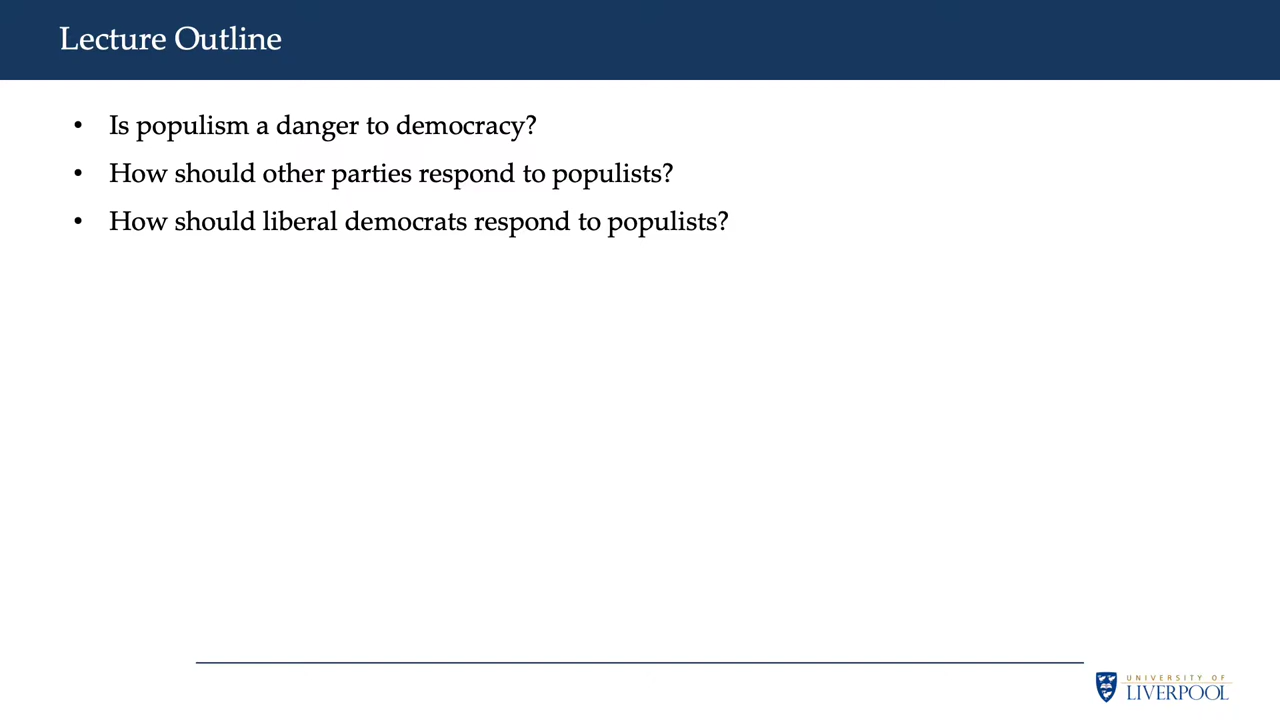 Lecture Outline
• Is populism a danger to democracy?
• How should other parties respond to populists?
• How should liberal democrats respond to populists?
UNIVERSITY OF
LIVERPOOL